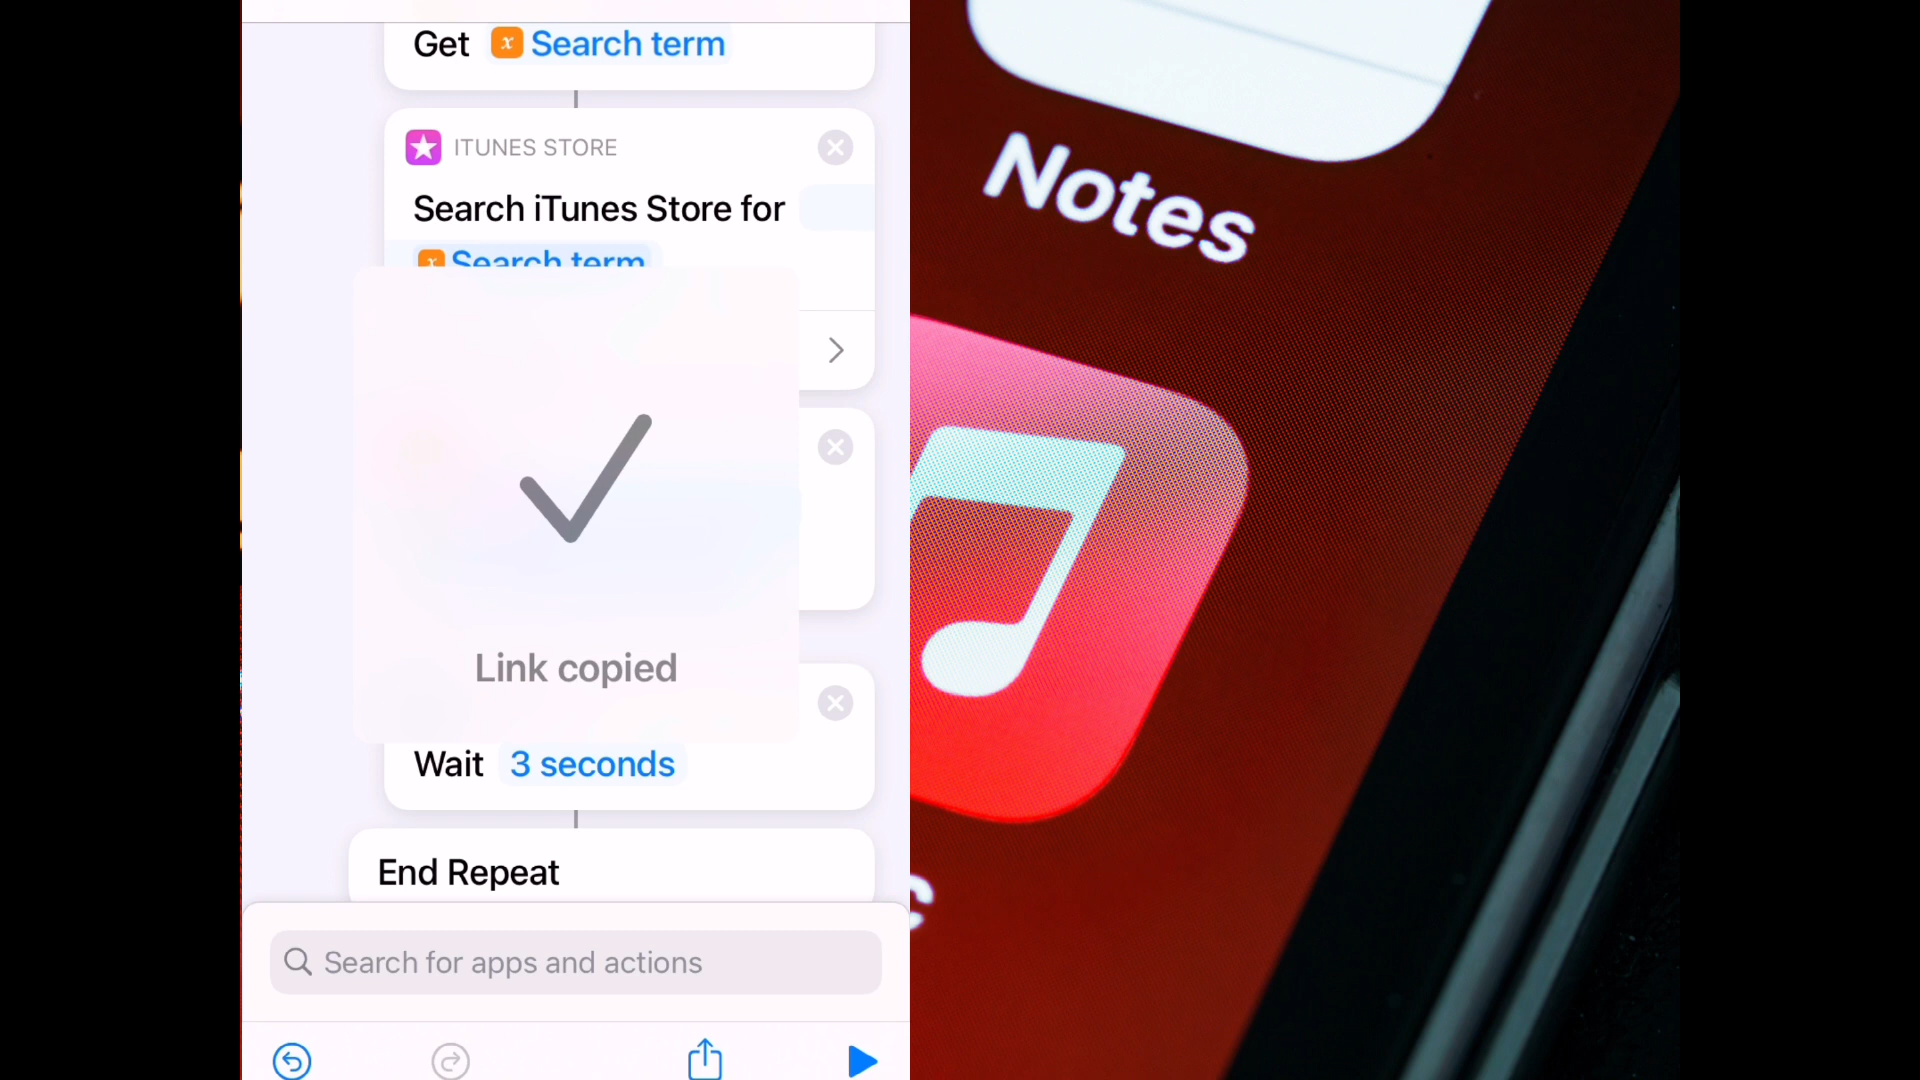 Get Search term
ITUNES STORE
Search iTunes Store for
Search term
Link copied
Wait 3 seconds
End Repeat
Search for apps and actions
Notes
c